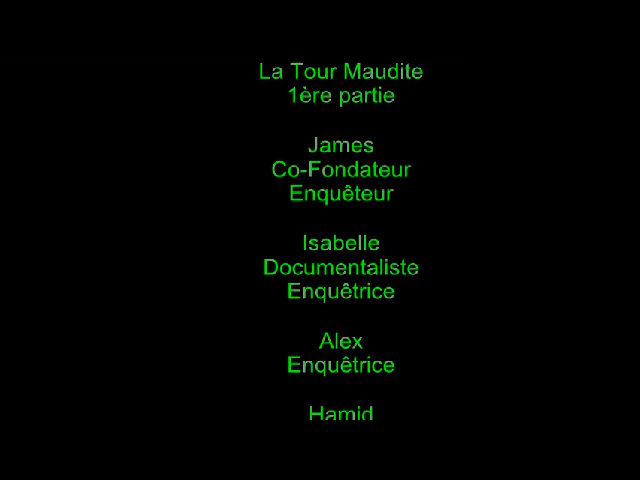 La Tour Maudite
1ère partie
James
Co-Fondateur
Enquêteur
Isabelle
Documentaliste
Enquêtrice
Alex
Enquêtrice
Hamid